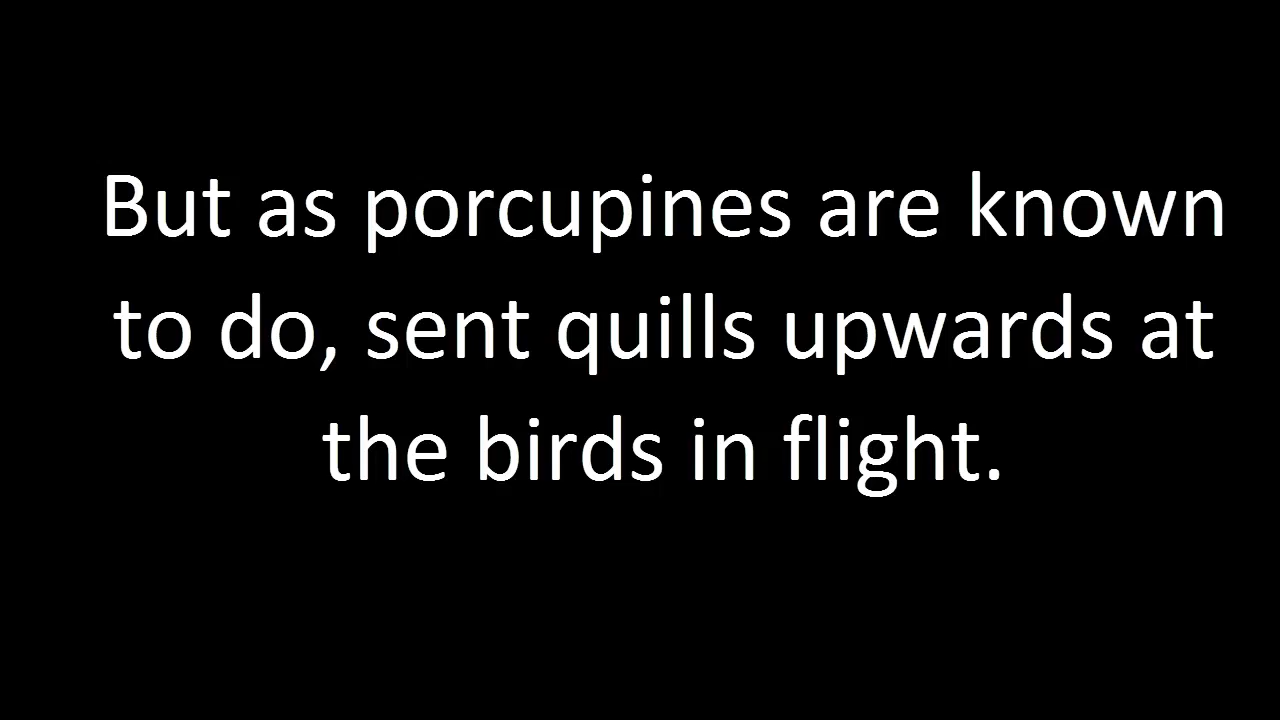 But as porcupines are known
to do, sent quills upwards at
the birds in flight.